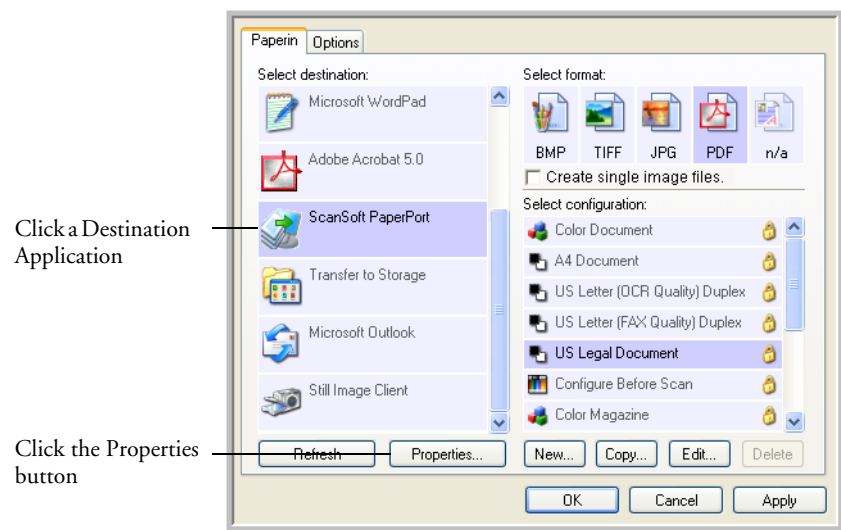 Paperin Options
Select destination:
Microsoft WordPad
Adobe Acrobat 5.0
ScanSoft PaperPort
Transfer to Storage
Microsoft Outlook
Still Image Client
Refresh Properties...
Select format:
BMP TIFF JPG PDF n/a
Create single image files.
Select configuration:
Color Document
A4 Document
US Letter (OCR Quality) Duplex
US Letter (FAX Quality) Duplex
US Legal Document
Configure Before Scan
Color Magazine
New... Copy... Edit... Delete
OK Cancel Apply
Click a Destination
Application
Click the Properties
button